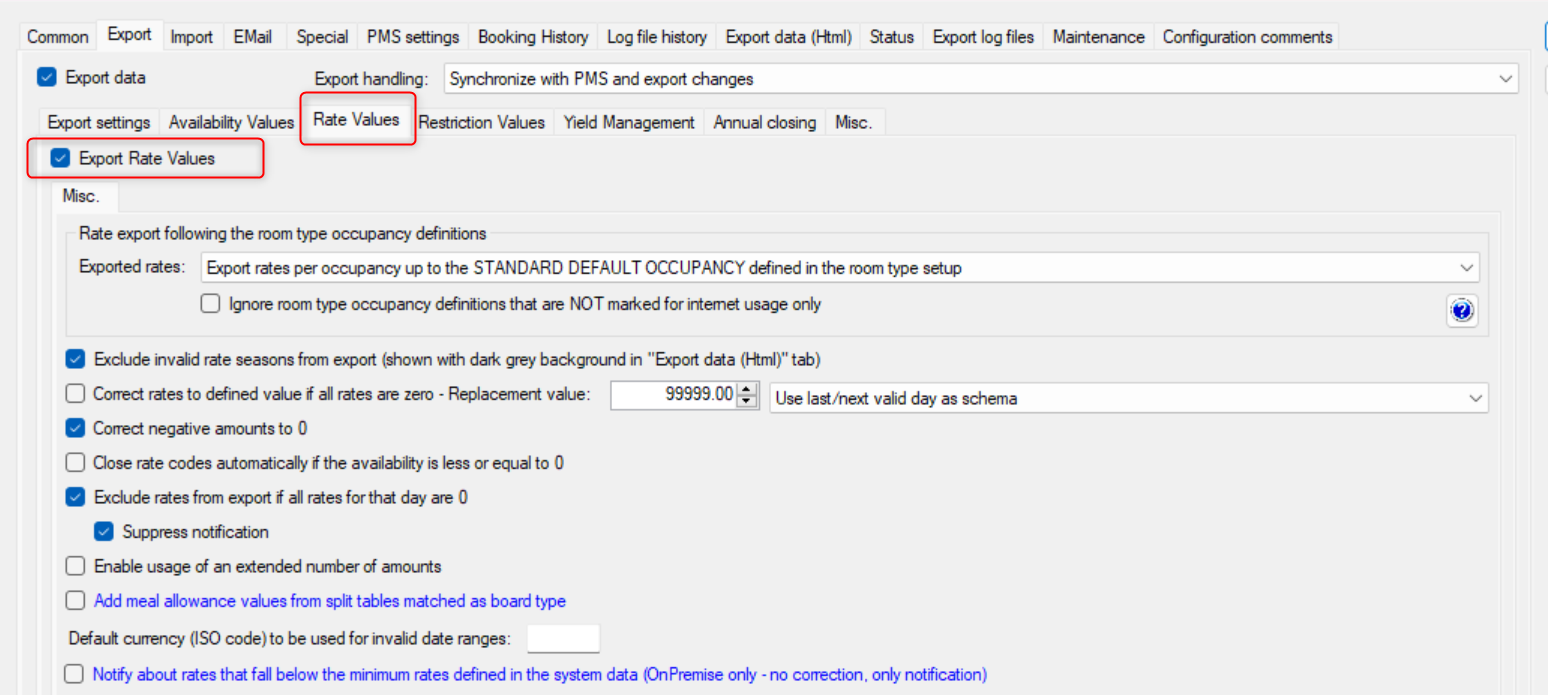 Common Export Import EMail Special PMS settings Booking History Log file history Export data (Html) Status Export log files Maintenance Configuration comments
Export data Export handling: Synchronize with PMS and export changes
Export settings Availability Values Rate Values Restriction Values Yield Management Annual closing Misc.
Export Rate Values
Misc.
Rate export following the room type occupancy definitions
Exported rates: Export rates per occupancy up to the STANDARD DEFAULT OCCUPANCY defined in the room type setup
Ignore room type occupancy definitions that are NOT marked for internet usage only
?
Exclude invalid rate seasons from export (shown with dark grey background in "Export data (Html)" tab)
Correct rates to defined value if all rates are zero - Replacement value: 99999.00 Use last/next valid day as schema
Correct negative amounts to 0
Close rate codes automatically if the availability is less or equal to 0
Exclude rates from export if all rates for that day are 0
Suppress notification
Enable usage of an extended number of amounts
Add meal allowance values from split tables matched as board type
Default currency (ISO code) to be used for invalid date ranges:
Notify about rates that fall below the minimum rates defined in the system data (OnPremise only - no correction, only notification)